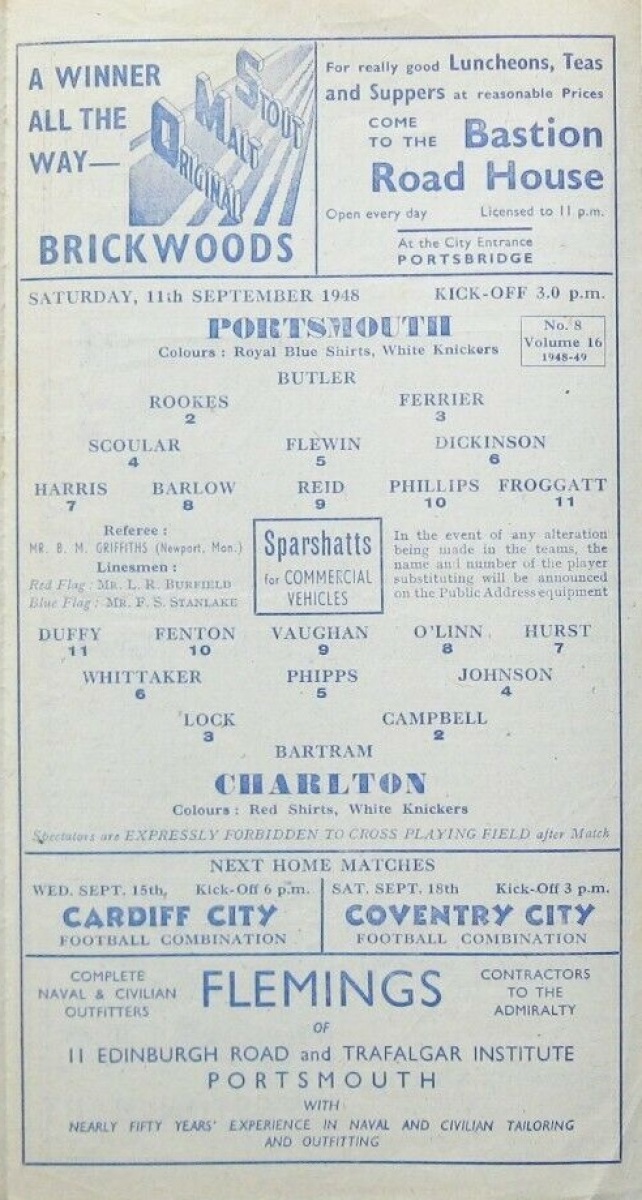 A WINNER
ALL THE
WAY—
ORIGINAL
MALT
STOUT
BRICKWOODS
For really good Luncheons, Teas
and Suppers at reasonable Prices
COME
TO THE Bastion
Road House
Open every day Licensed to 11 p.m.
At the City Entrance
PORTSBRIDGE
SATURDAY, 11th SEPTEMBER 1948 KICK-OFF 3.0 p.m.
PORTSMOUTH
Colours : Royal Blue Shirts, White Knickers
No. 8
Volume 16
1948-49
BUTLER
ROOKES FERRIER
2 3
SCOULAR FLEWIN DICKINSON
4 5 6
HARRIS BARLOW REID PHILLIPS FROGGATT
7 8 9 10 11
Referee :
MR. B. M. GRIFFITHS (Newport, Mon.)
Linesmen :
Red Flag : MR. L. R. BURFIELD
Blue Flag : MR. F. S. STANLAKE
Sparshatts
for COMMERCIAL
VEHICLES
In the event of any alteration
being made in the teams, the
name and number of the player
substituting will be announced
on the Public Address equipment
DUFFY FENTON VAUGHAN O'LINN HURST
11 10 9 8 7
WHITTAKER PHIPPS JOHNSON
6 5 4
LOCK CAMPBELL
3 2
BARTRAM
CHARLTON
Colours : Red Shirts, White Knickers
Spectators are EXPRESSLY FORBIDDEN TO CROSS PLAYING FIELD after Match
NEXT HOME MATCHES
WED. SEPT. 15th, Kick-Off 6 p.m.
CARDIFF CITY
FOOTBALL COMBINATION
SAT. SEPT. 18th Kick-Off 3 p.m.
COVENTRY CITY
FOOTBALL COMBINATION
COMPLETE
NAVAL & CIVILIAN
OUTFITTERS
FLEMINGS
CONTRACTORS
TO THE
ADMIRALTY
OF
11 EDINBURGH ROAD and TRAFALGAR INSTITUTE
PORTSMOUTH
WITH
NEARLY FIFTY YEARS' EXPERIENCE IN NAVAL AND CIVILIAN TAILORING
AND OUTFITTING